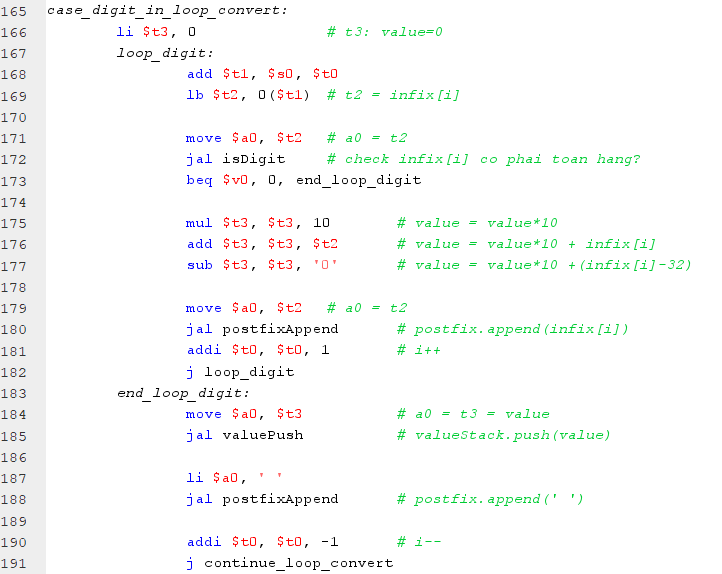 165 case_digit_in_loop_convert:
166 li $t3, 0 # t3: value=0
167 loop_digit:
168 add $t1, $s0, $t0
169 lb $t2, 0($t1) # t2 = infix[i]
170
171 move $a0, $t2 # a0 = t2
172 jal isDigit # check infix[i] co phai toan hang?
173 beq $v0, 0, end_loop_digit
174
175 mul $t3, $t3, 10 # value = value*10
176 add $t3, $t3, $t2 # value = value*10 + infix[i]
177 sub $t3, $t3, '0' # value = value*10 +(infix[i]-32)
178
179 move $a0, $t2 # a0 = t2
180 jal postfixAppend # postfix.append(infix[i])
181 addi $t0, $t0, 1 # i++
182 j loop_digit
183 end_loop_digit:
184 move $a0, $t3 # a0 = t3 = value
185 jal valuePush # valueStack.push(value)
186
187 li $a0, ' '
188 jal postfixAppend # postfix.append(' ')
189
190 addi $t0, $t0, -1 # i--
191 j continue_loop_convert